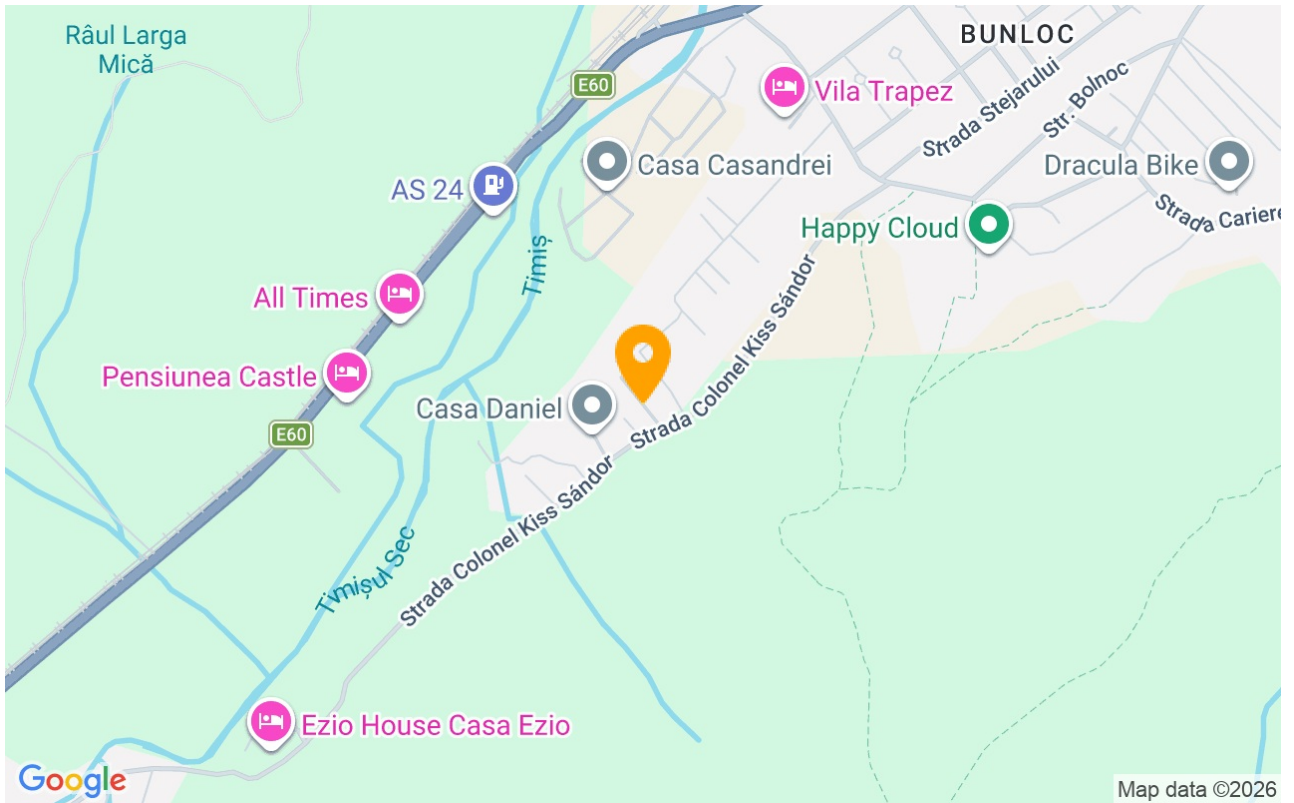 Râul Larga
Mică
BUNLOC
E60
Vila Trapez
Strada Stejarului
Str. Bolnoc
Casa Casandrei
Dracula Bike
AS 24
Strada Cariere
Happy Cloud
Timiș
All Times
Strada Colonel Kiss Sándor
Pensiunea Castle
Casa Daniel
E60
Strada Colonel Kiss Sándor
Timișul Sec
Ezio House Casa Ezio
Google
Map data ©2026